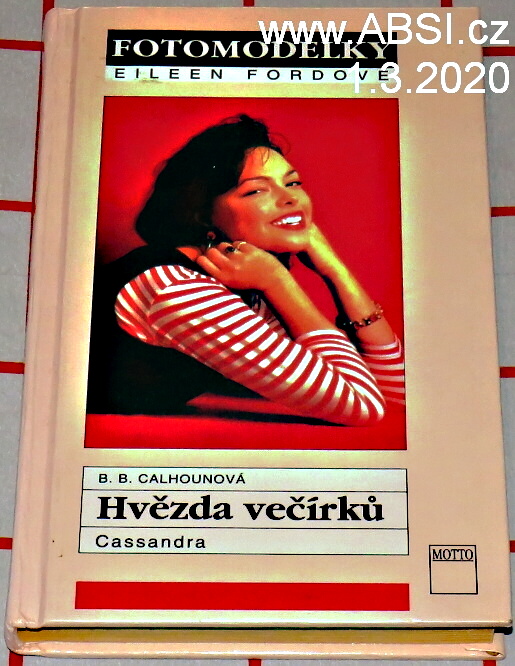 www.ABSI.cz
FOTOMODELKY
EILEEN FORDOVÉ
1.3.2020
B. B. CALHOUNOVÁ
Hvězda večírků
Cassandra
MOTTO